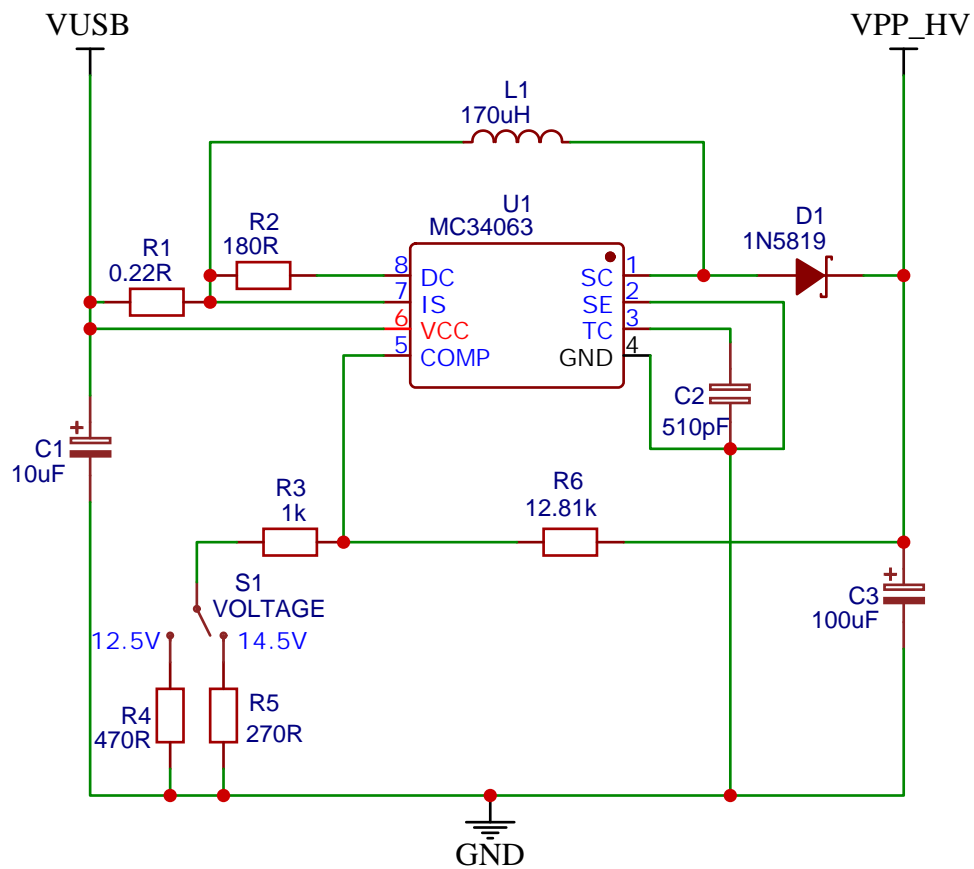 VUSB
VPP_HV
L1
170uH
U1
MC34063
R2
180R
R1
0.22R
D1
1N5819
8
DC
7
IS
6
VCC
5
COMP
SC
1
SE
2
TC
3
GND
4
C2
510pF
C1
10uF
+
R3
1k
R6
12.81k
S1
VOLTAGE
12.5V
14.5V
+
C3
100uF
R4
470R
R5
270R
GND